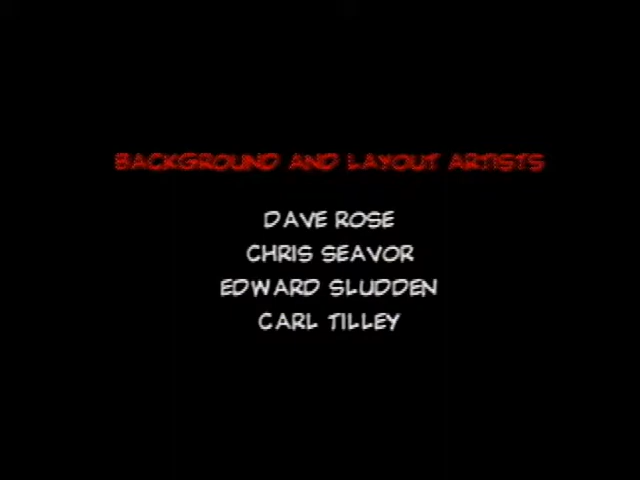 BACKGROUND AND LAYOUT ARTISTS
DAVE ROSE
CHRIS SEAVOR
EDWARD SLUDDEN
CARL TILLEY